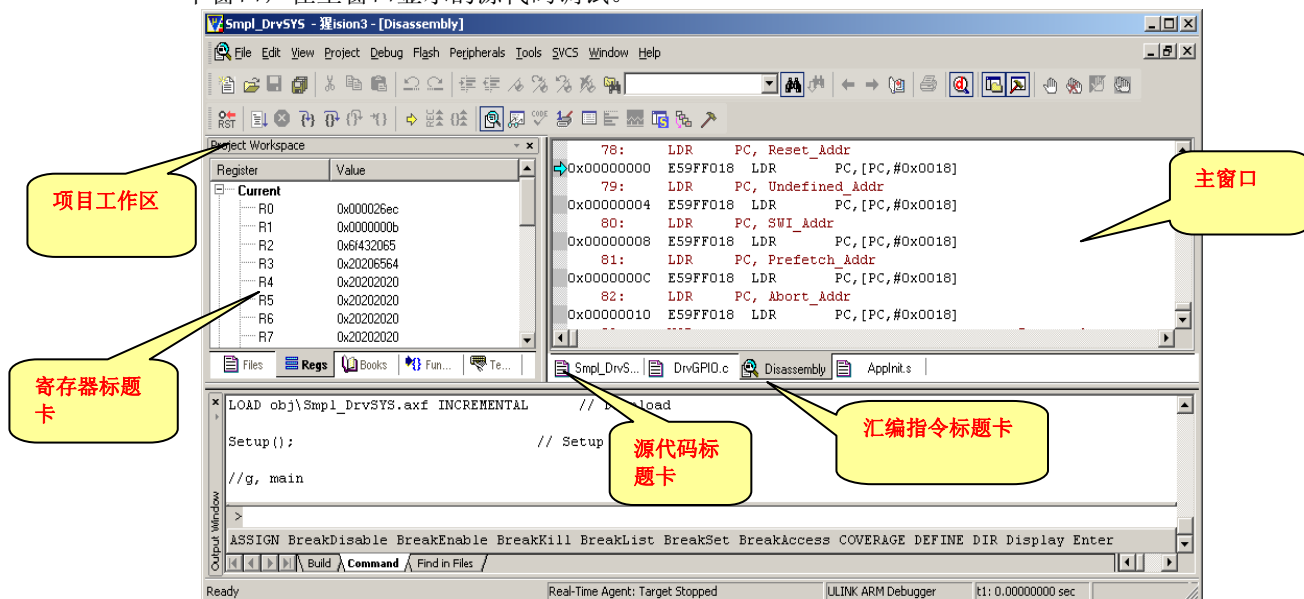 Smpl_DrvSYS - 猩ision3 - [Disassembly]
File Edit View Project Debug Flash Peripherals Tools SVCS Window Help
RST
CODE
Project Workspace
Register Value
Current
R0 0x000026ec
R1 0x0000000b
R2 0x6f432065
R3 0x20206564
R4 0x20202020
R5 0x20202020
R6 0x20202020
R7 0x20202020
Files Regs Books Fun... Te...
78: LDR PC, Reset_Addr
0x00000000 E59FF018 LDR PC,[PC,#0x0018]
79: LDR PC, Undefined_Addr
0x00000004 E59FF018 LDR PC,[PC,#0x0018]
80: LDR PC, SWI_Addr
0x00000008 E59FF018 LDR PC,[PC,#0x0018]
81: LDR PC, Prefetch_Addr
0x0000000C E59FF018 LDR PC,[PC,#0x0018]
82: LDR PC, Abort_Addr
0x00000010 E59FF018 LDR PC,[PC,#0x0018]
Smpl_DrvS... DrvGPIO.c Disassembly AppInit.s
项目工作区
主窗口
寄存器标题
卡
源代码标
题卡
汇编指令标题卡
LOAD obj\Smpl_DrvSYS.axf INCREMENTAL //
Setup(); // Setup
//g, main
>
ASSIGN BreakDisable BreakEnable BreakKill BreakList BreakSet BreakAccess COVERAGE DEFINE DIR Display Enter
Output Window
Build Command Find in Files
Ready Real-Time Agent: Target Stopped ULINK ARM Debugger t1: 0.00000000 sec